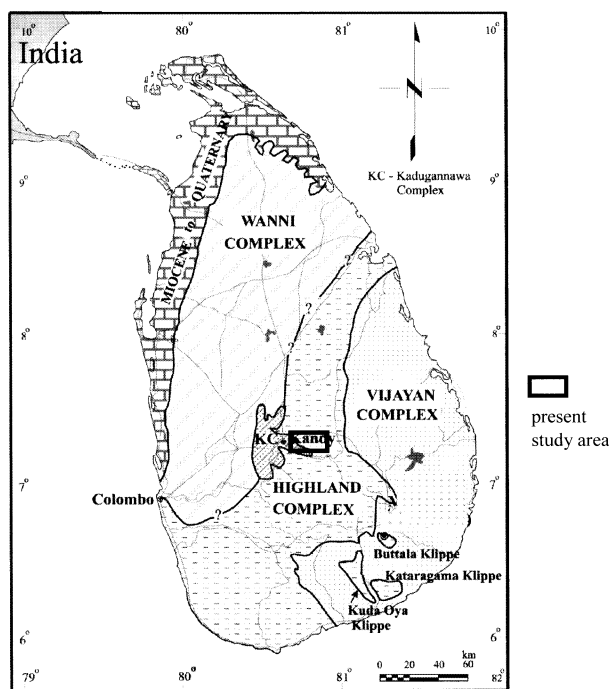 10°
80°
81°
10°
India
KC - Kadugannawa
Complex
9°
9°
MIOCENE to QUATERNARY
WANNI
COMPLEX
?
?
?
8°
8°
VIJAYAN
COMPLEX
KC
Kandy
present
study area
7°
7°
Colombo
HIGHLAND
COMPLEX
?
Buttala Klippe
Kataragama Klippe
Kuda Oya
Klippe
6°
6°
km
0 20 40 60
79°
80°
81°
82°